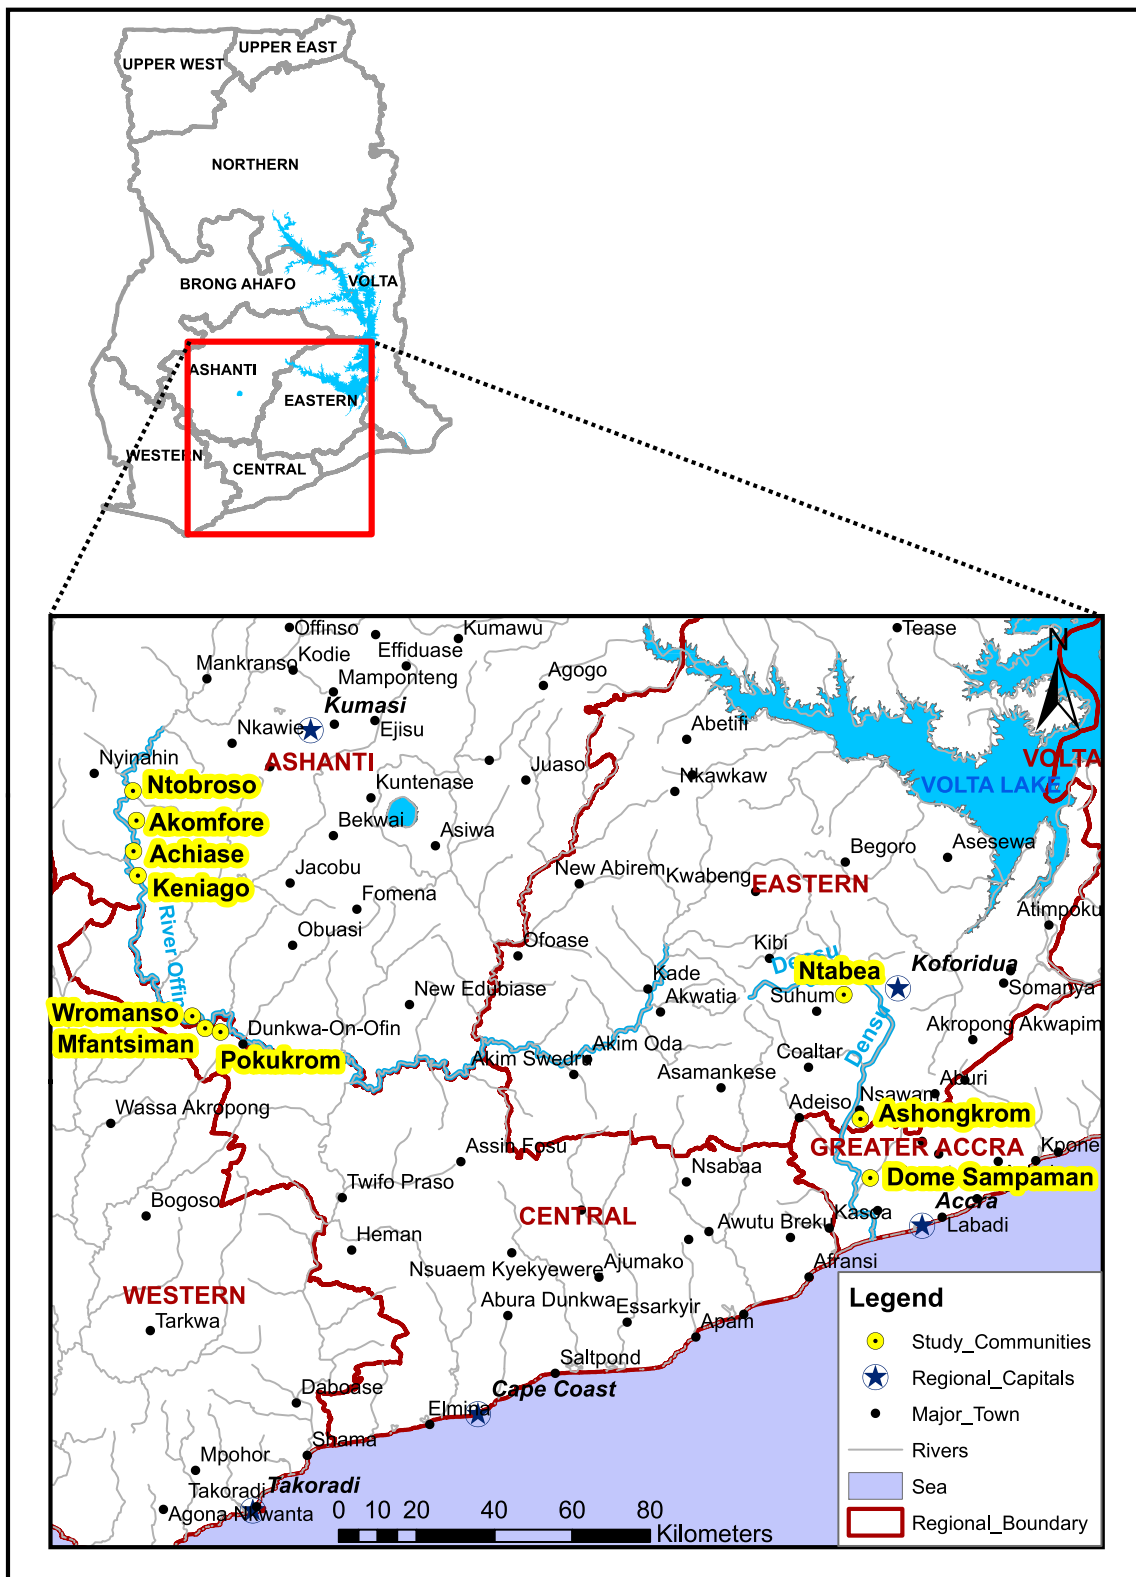 UPPER EAST
UPPER WEST
NORTHERN
BRONG AHAFO
VOLTA
ASHANTI
EASTERN
WESTERN
CENTRAL
Offinso
Kumawu
Tease
Effiduase
Kodie
Mankranso
Mamponteng
Agogo
N
Kumasi
Nkawie
Ejisu
Abetifi
Nyinahin
ASHANTI
VOLTA
Juaso
Nkawkaw
VOLTA LAKE
Ntobroso
Kuntenase
Akomfore
Bekwai
Asiwa
Achiase
Begoro
Asesewa
New Abirem
Kwabeng
EASTERN
Keniago
Jacobu
Fomena
Atimpoku
River Offin
Obuasi
Ofoase
Kibi
Densu
Koforidua
Ntabea
Kade
Suhum
Somanya
New Edubiase
Akwatia
Wromanso
Mfantsiman
Dunkwa-On-Ofin
Akropong Akwapim
Densu
Pokukrom
Akim Oda
Akim Swedru
Coaltar
Asamankese
Aburi
Adeiso
Nsawam
Wassa Akropong
Ashongkrom
Assin Fosu
GREATER ACCRA
Kpone
Nsabaa
Twifo Praso
Dome Sampaman
Bogoso
CENTRAL
Accra
Kasoa
Awutu Breku
Labadi
Heman
Nsuaem Kyekyewere
Ajumako
Afransi
WESTERN
Abura Dunkwa
Essarkyir
Tarkwa
Apam
Saltpond
Daboase
Cape Coast
Elmina
Shama
Mpohor
Takoradi
Takoradi
Agona Nkwanta
0 10 20 40 60 80
Kilometers
Legend
Study_Communities
Regional_Capitals
Major_Town
Rivers
Sea
Regional_Boundary